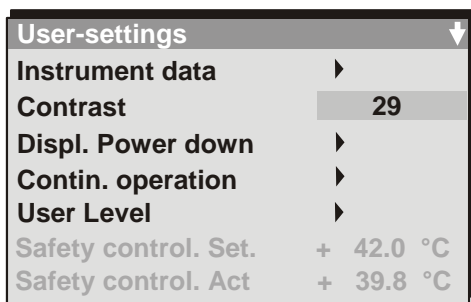 User-settings
Instrument data
Contrast 29
Displ. Power down
Contin. operation
User Level
Safety control. Set. + 42.0 °C
Safety control. Act + 39.8 °C